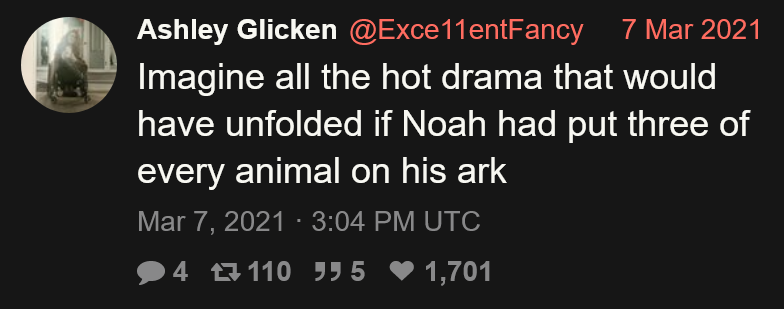 Ashley Glicken @Exce11entFancy 7 Mar 2021
Imagine all the hot drama that would
have unfolded if Noah had put three of
every animal on his ark
Mar 7, 2021 · 3:04 PM UTC
4 110 5 1,701